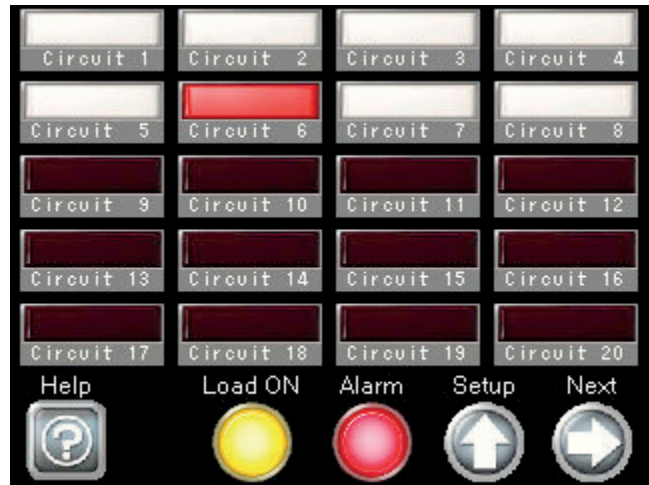 Circuit 1 Circuit 2 Circuit 3 Circuit 4
Circuit 5 Circuit 6 Circuit 7 Circuit 8
Circuit 9 Circuit 10 Circuit 11 Circuit 12
Circuit 13 Circuit 14 Circuit 15 Circuit 16
Circuit 17 Circuit 18 Circuit 19 Circuit 20
Help Load ON Alarm Setup Next
?